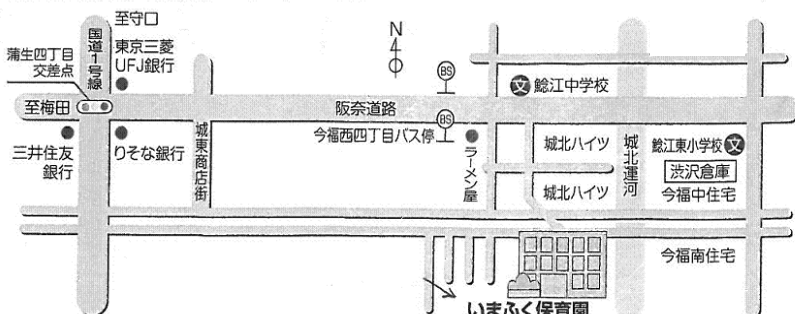 至守口
国道1号線
東京三菱
UFJ銀行
蒲生四丁目
交差点
N
BS
文 鯰江中学校
至梅田
阪奈道路
BS
今福西四丁目バス停
三井住友
銀行
りそな銀行
城東商店街
ラーメン屋
城北ハイツ
城北ハイツ
城北運河
鯰江東小学校 文
渋沢倉庫
今福中住宅
今福南住宅
いまふく保育園